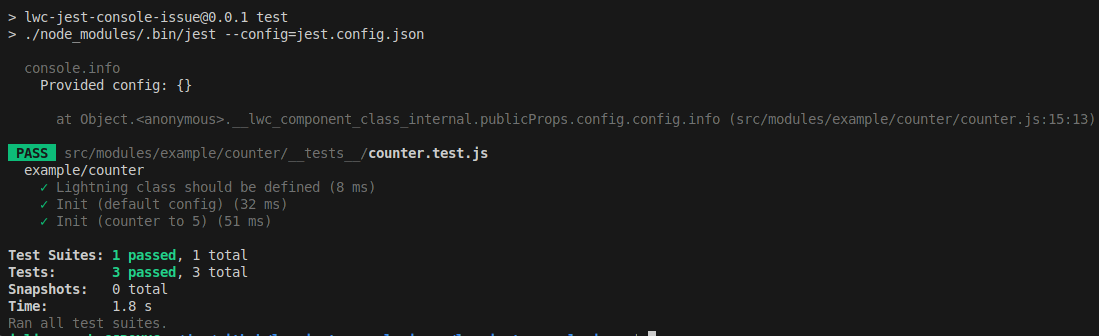 > lwc-jest-console-issue@0.0.1 test
> ./node_modules/.bin/jest --config=jest.config.json
console.info
Provided config: {}
at Object.<anonymous>.__lwc_component_class_internal.publicProps.config.config.info (src/modules/example/counter/counter.js:15:13)
PASS src/modules/example/counter/__tests__/counter.test.js
example/counter
✓ Lightning class should be defined (8 ms)
✓ Init (default config) (32 ms)
✓ Init (counter to 5) (51 ms)
Test Suites: 1 passed, 1 total
Tests: 3 passed, 3 total
Snapshots: 0 total
Time: 1.8 s
Ran all test suites.